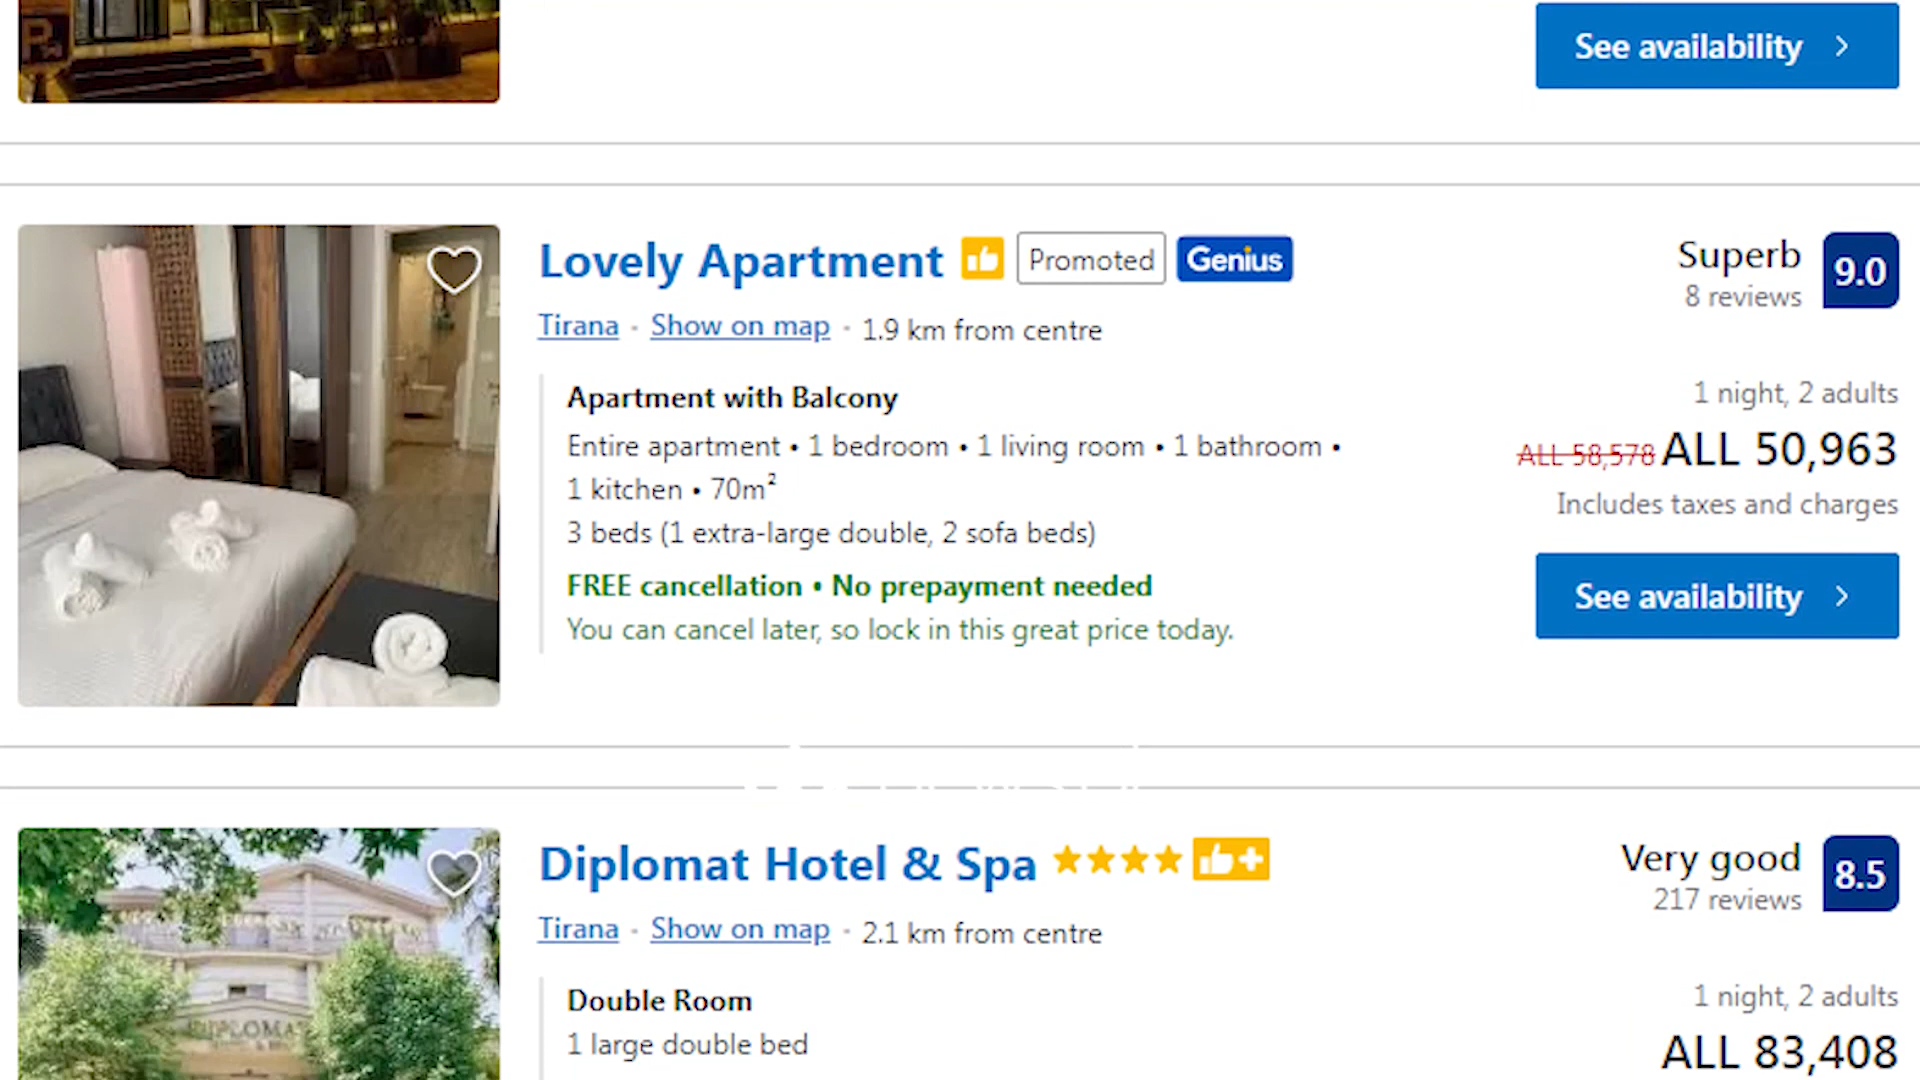 See availability
Lovely Apartment Promoted Genius
Superb 9.0
8 reviews
Tirana • Show on map • 1.9 km from centre
Apartment with Balcony
Entire apartment • 1 bedroom • 1 living room • 1 bathroom •
1 kitchen • 70m²
3 beds (1 extra-large double, 2 sofa beds)
FREE cancellation • No prepayment needed
You can cancel later, so lock in this great price today.
1 night, 2 adults
ALL 58,578 ALL 50,963
Includes taxes and charges
See availability
Diplomat Hotel & Spa
Very good 8.5
217 reviews
Tirana • Show on map • 2.1 km from centre
Double Room
1 large double bed
1 night, 2 adults
ALL 83,408
DIPLOMAT